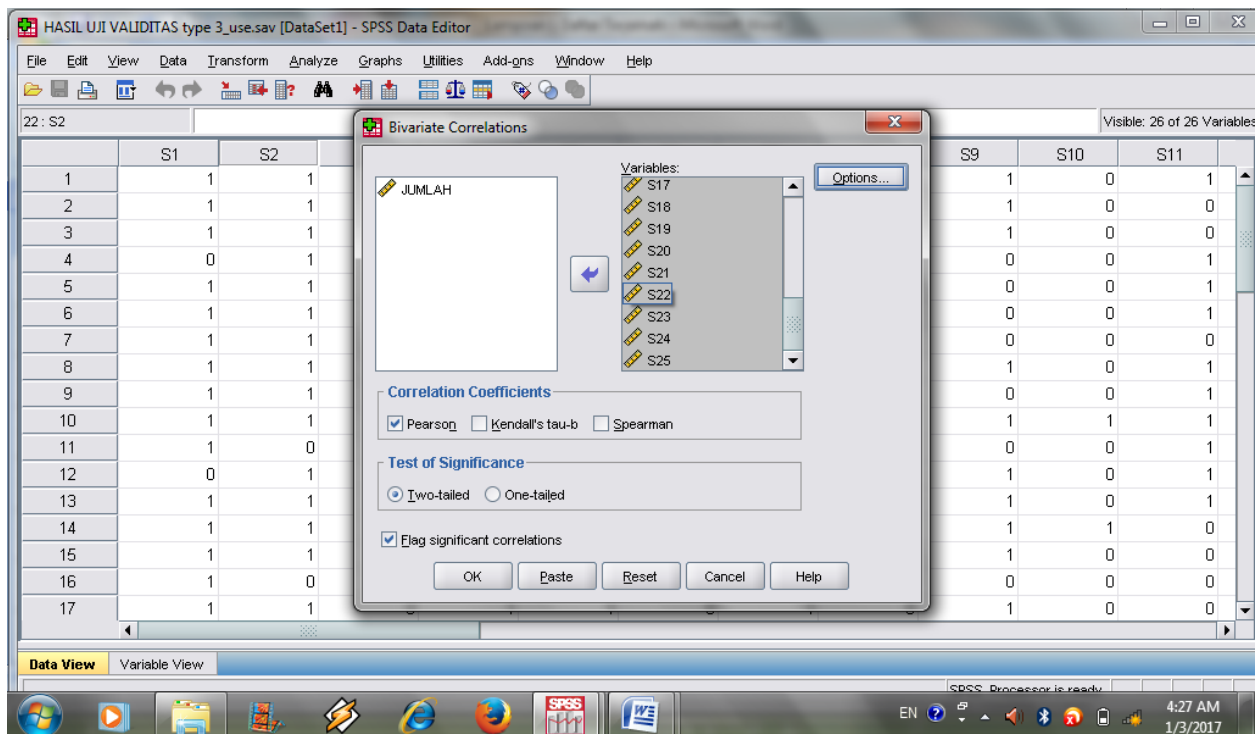 HASIL UJI VALIDITAS type 3_use.sav [DataSet1] - SPSS Data Editor
File Edit View Data Transform Analyze Graphs Utilities Add-ons Window Help
22 : S2
Visible: 26 of 26 Variables
S1 S2 S9 S10 S11
1 1 1 1 0 1
2 1 1 1 0 0
3 1 1 1 0 0
4 0 1 0 0 1
5 1 1 0 0 1
6 1 1 0 0 1
7 1 1 0 0 0
8 1 1 1 0 1
9 1 1 0 0 1
10 1 1 1 1 1
11 1 0 0 0 1
12 0 1 1 0 1
13 1 1 1 0 1
14 1 1 1 1 0
15 1 1 1 0 0
16 1 0 0 0 0
17 1 1 1 0 0
Bivariate Correlations
Variables:
JUMLAH
S17
S18
S19
S20
S21
S22
S23
S24
S25
Options...
Correlation Coefficients
Pearson Kendall's tau-b Spearman
Test of Significance
Two-tailed One-tailed
Flag significant correlations
OK Paste Reset Cancel Help
Data View Variable View
SPSS Processor is ready
SPSS
EN
4:27 AM
1/3/2017